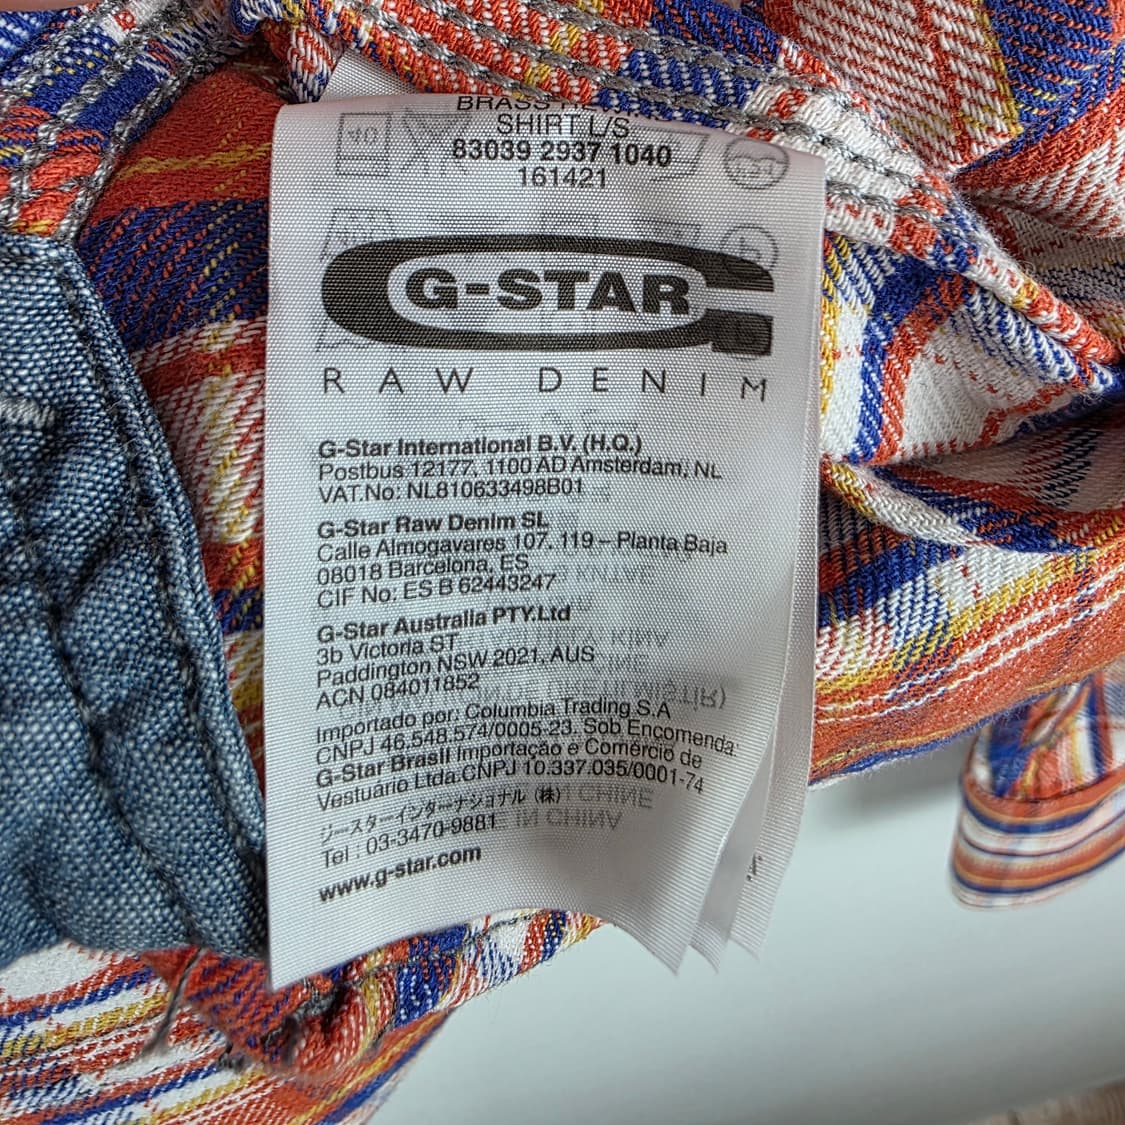 SHIRT L/S
83039 2937 1040
161421
G-STAR
RAW DENIM
G-Star International B.V. (H.Q.)
Postbus 12177, 1100 AD Amsterdam, NL
VAT.No: NL810633498B01
G-Star Raw Denim SL
Calle Almogavares 107, 119 – Planta Baja
08018 Barcelona, ES
CIF No: ES B 62443247
G-Star Australia PTY.Ltd
3b Victoria ST
Paddington NSW 2021, AUS
ACN 084011852
Importado por: Columbia Trading S.A
CNPJ 46.548.574/0005-23. Sob Encomenda
G-Star Brasil Importação e Comércio de
Vestuário Ltda.CNPJ 10.337.035/0001-74
ジースターインターナショナル (株)
Tel : 03-3470-9881
www.g-star.com